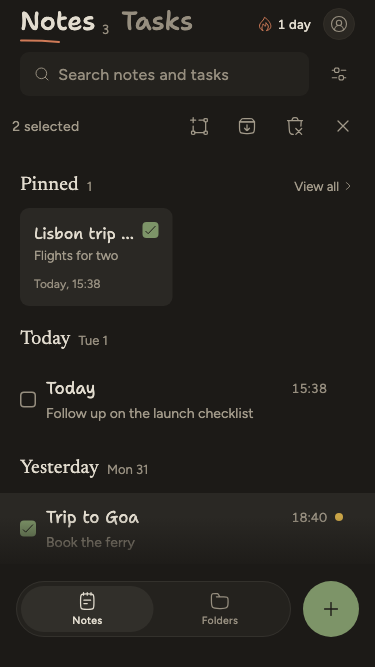 Notes 3 Tasks
1 day
Search notes and tasks
2 selected
Pinned 1
View all
Lisbon trip ...
Flights for two
Today, 15:38
Today Tue 1
Today 15:38
Follow up on the launch checklist
Yesterday Mon 31
Trip to Goa 18:40
Book the ferry
Notes
Folders